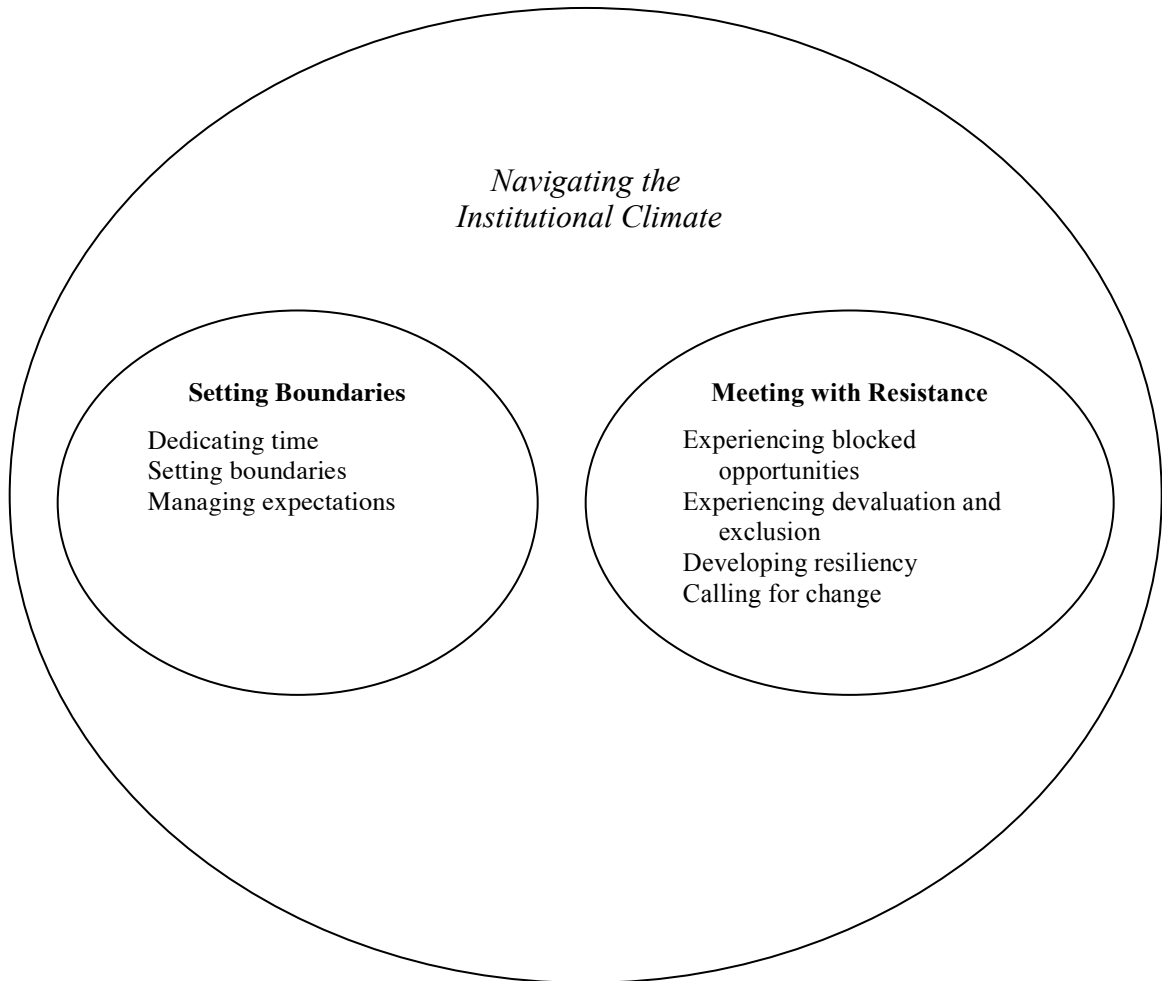 Navigating the
Institutional Climate
Setting Boundaries
Dedicating time
Setting boundaries
Managing expectations
Meeting with Resistance
Experiencing blocked
opportunities
Experiencing devaluation and
exclusion
Developing resiliency
Calling for change